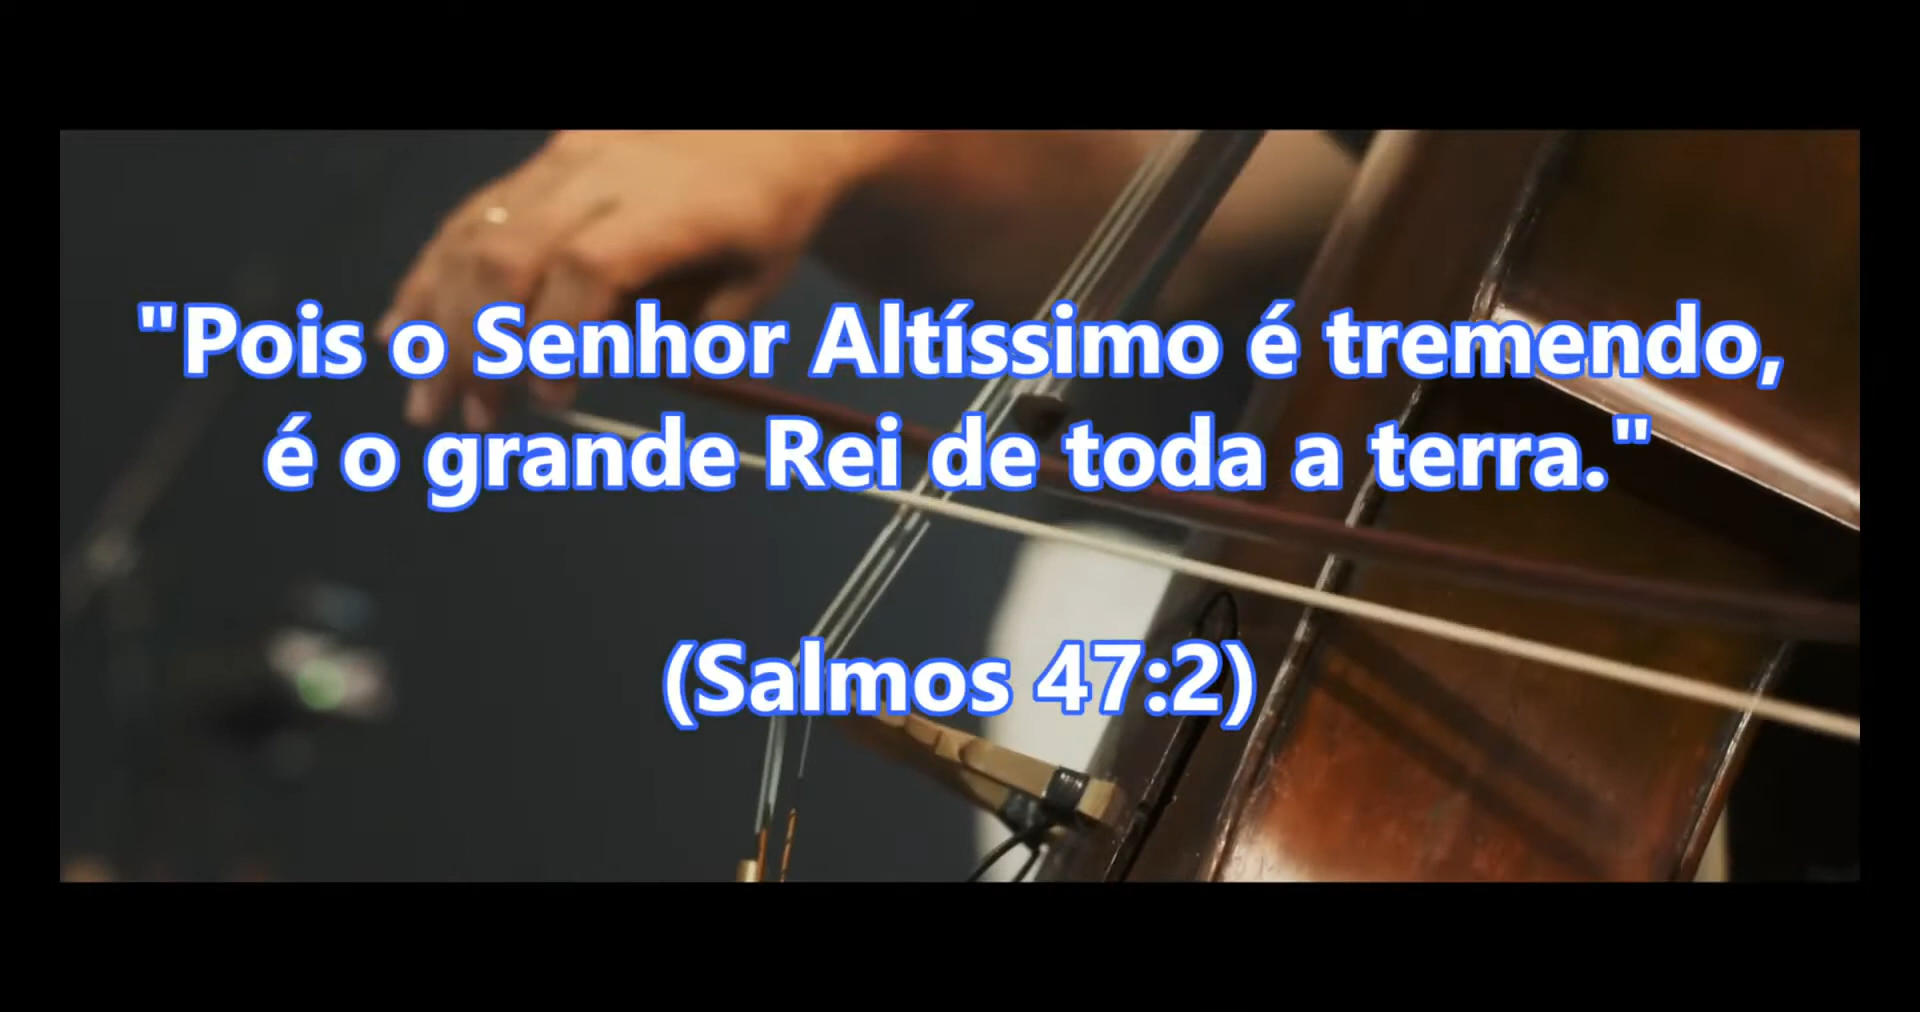 "Pois o Senhor Altíssimo é tremendo,
é o grande Rei de toda a terra."
(Salmos 47:2)